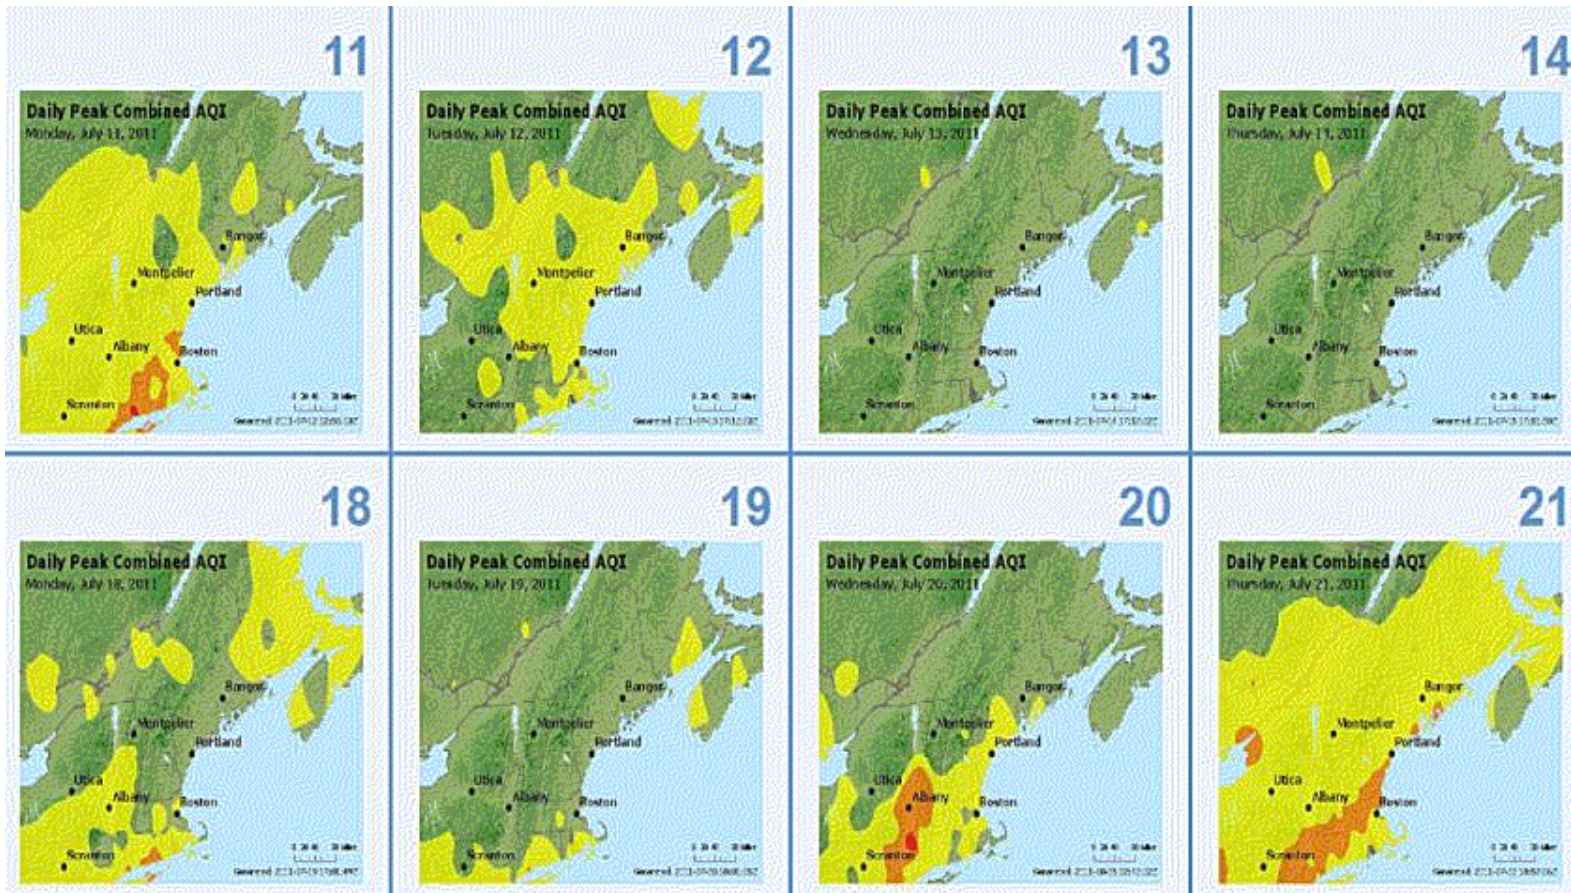 11
Daily Peak Combined AQI
Monday, July 11, 2011
Bangor
Montpelier
Portland
Utica
Albany
Boston
Scranton
12
Daily Peak Combined AQI
Tuesday, July 12, 2011
Bangor
Montpelier
Portland
Utica
Albany
Boston
Scranton
13
Daily Peak Combined AQI
Wednesday, July 13, 2011
Bangor
Montpelier
Portland
Utica
Albany
Boston
Scranton
14
Daily Peak Combined AQI
Thursday, July 14, 2011
Bangor
Montpelier
Portland
Utica
Albany
Boston
Scranton
18
Daily Peak Combined AQI
Monday, July 18, 2011
Bangor
Montpelier
Portland
Utica
Albany
Boston
Scranton
19
Daily Peak Combined AQI
Tuesday, July 19, 2011
Bangor
Montpelier
Portland
Utica
Albany
Boston
Scranton
20
Daily Peak Combined AQI
Wednesday, July 20, 2011
Bangor
Montpelier
Portland
Utica
Albany
Boston
Scranton
21
Daily Peak Combined AQI
Thursday, July 21, 2011
Bangor
Montpelier
Portland
Utica
Albany
Boston
Scranton